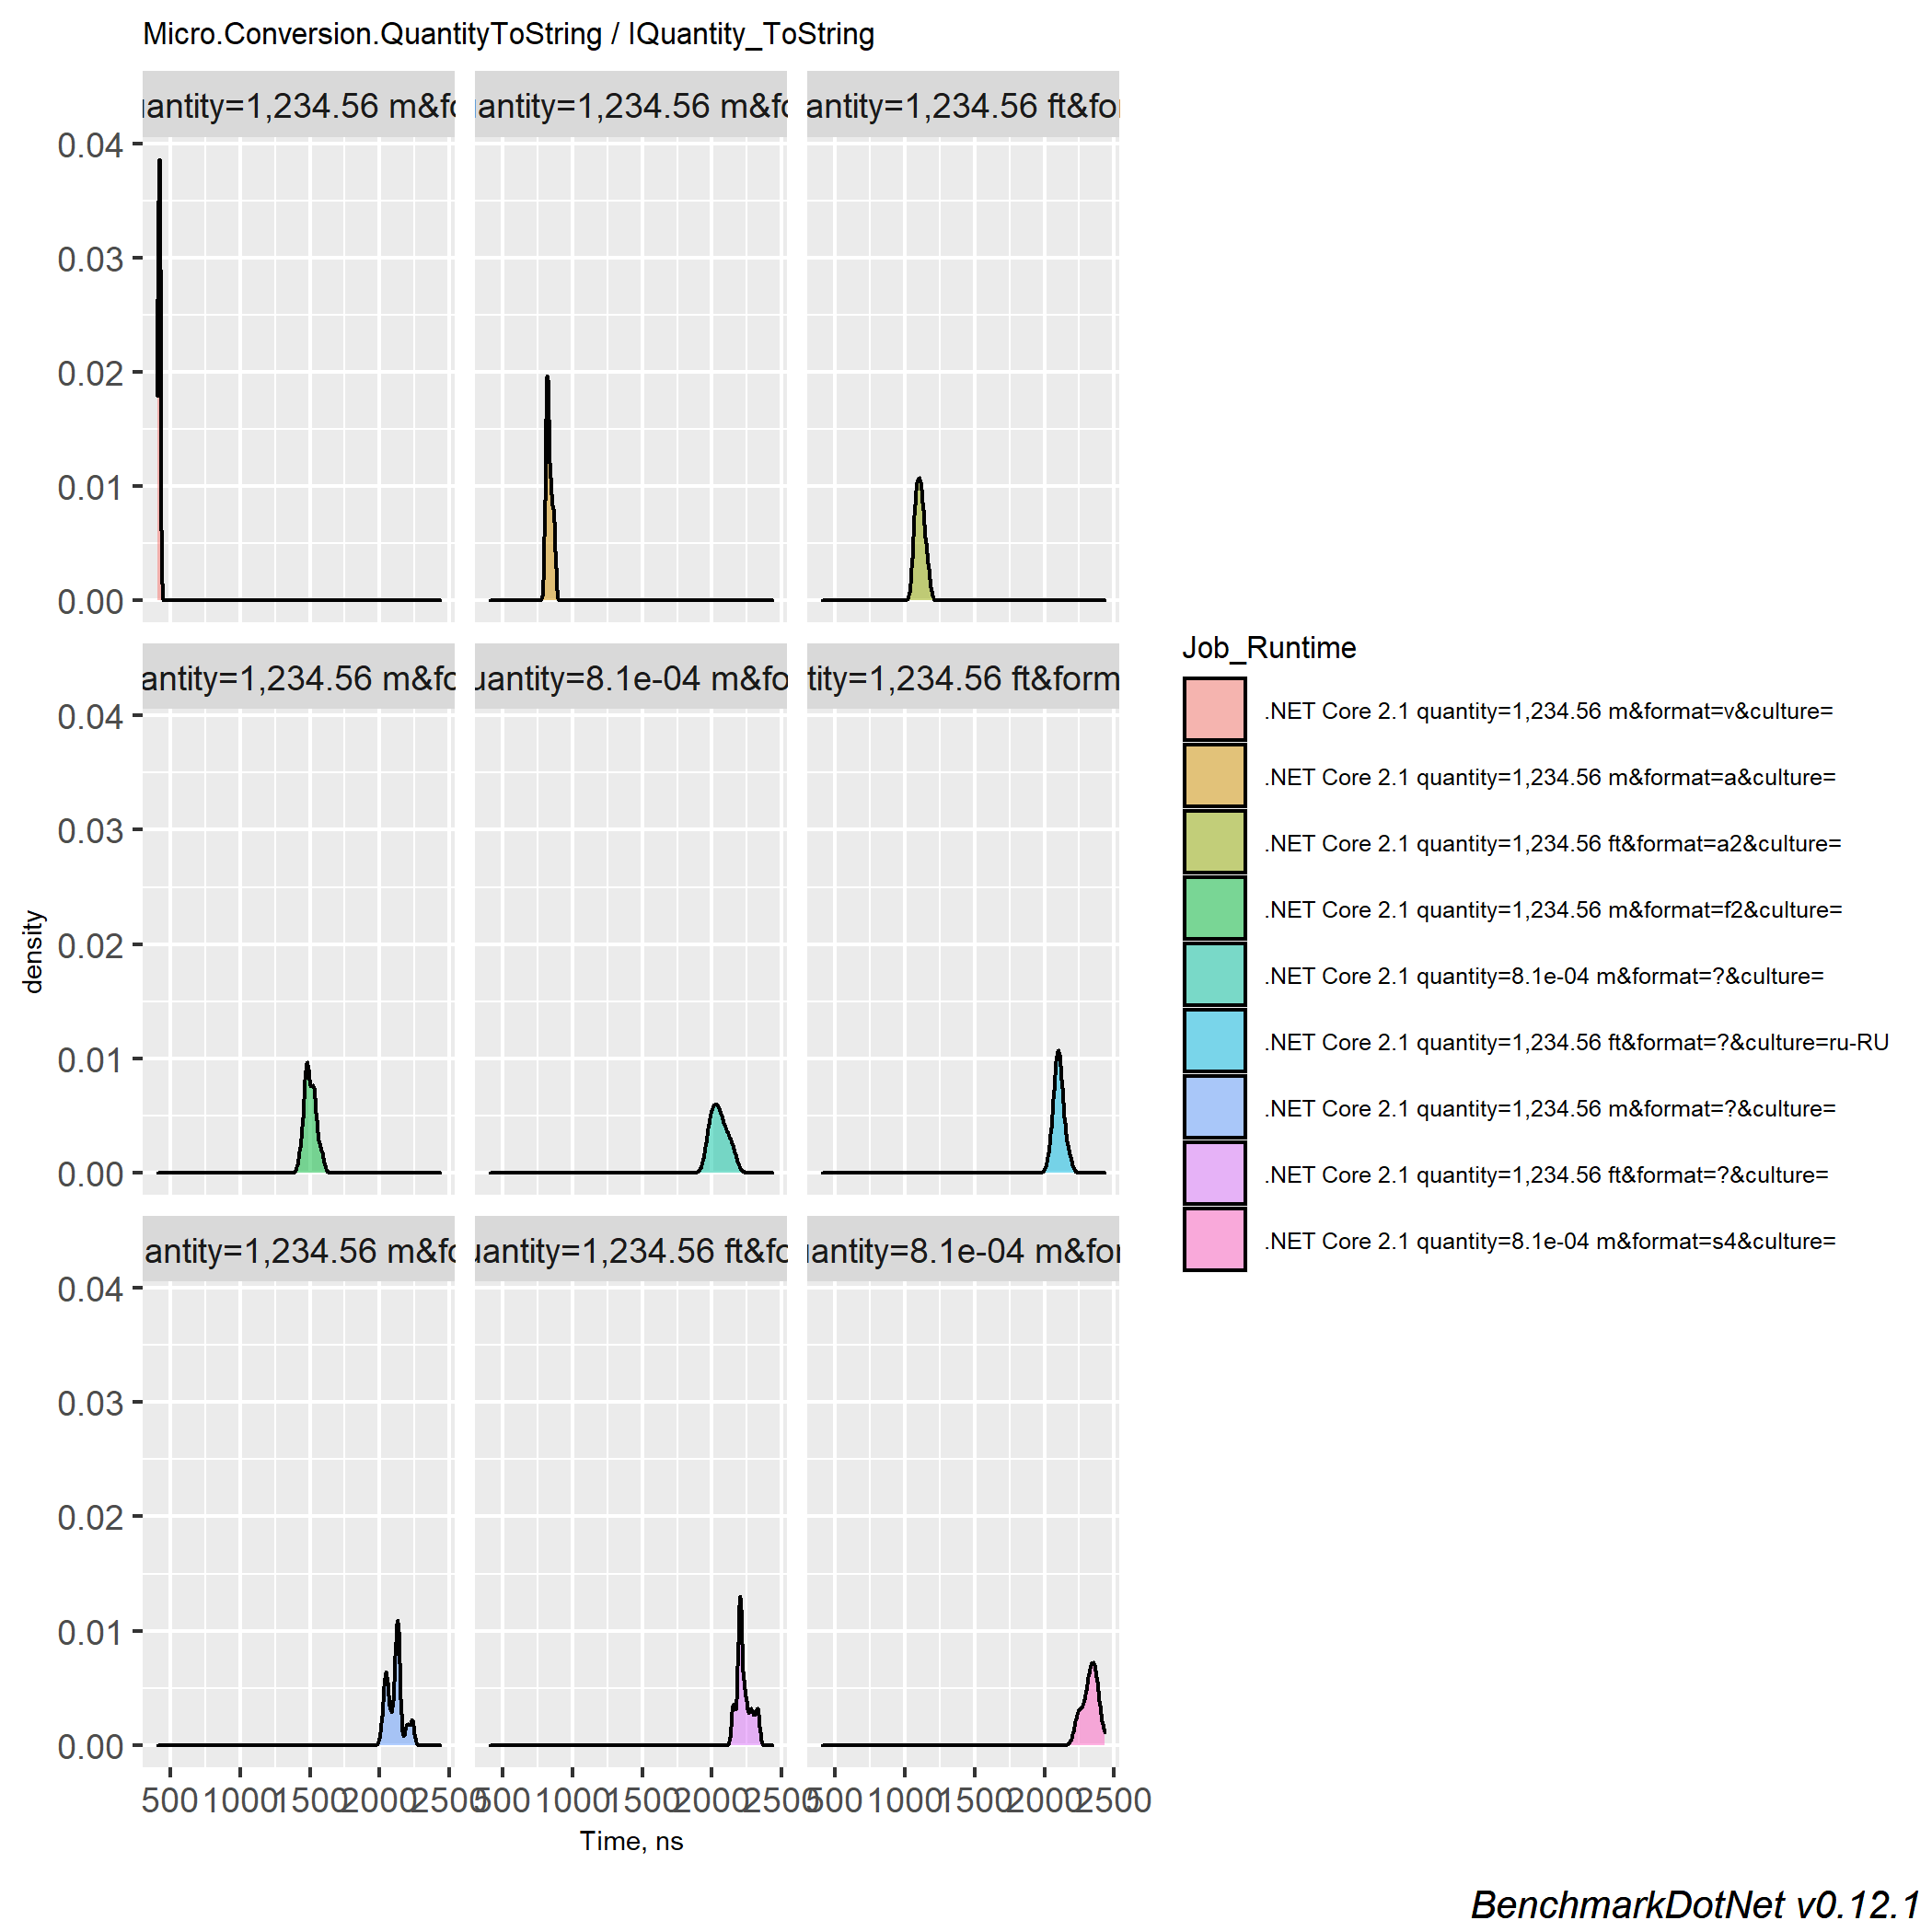 Micro.Conversion.QuantityToString / IQuantity_ToString
uantity=1,234.56 m&fo
uantity=1,234.56 m&fo
antity=1,234.56 ft&for
0.04
0.03
0.02
0.01
0.00
antity=1,234.56 m&fo
uantity=8.1e-04 m&fo
tity=1,234.56 ft&form
0.04
0.03
0.02
0.01
0.00
antity=1,234.56 m&fo
uantity=1,234.56 ft&fo
uantity=8.1e-04 m&for
0.04
0.03
0.02
0.01
0.00
500 1000 1500 2000 2500
500 1000 1500 2000 2500
500 1000 1500 2000 2500
Time, ns
density
Job_Runtime
.NET Core 2.1 quantity=1,234.56 m&format=v&culture=
.NET Core 2.1 quantity=1,234.56 m&format=a&culture=
.NET Core 2.1 quantity=1,234.56 ft&format=a2&culture=
.NET Core 2.1 quantity=1,234.56 m&format=f2&culture=
.NET Core 2.1 quantity=8.1e-04 m&format=?&culture=
.NET Core 2.1 quantity=1,234.56 ft&format=?&culture=ru-RU
.NET Core 2.1 quantity=1,234.56 m&format=?&culture=
.NET Core 2.1 quantity=1,234.56 ft&format=?&culture=
.NET Core 2.1 quantity=8.1e-04 m&format=s4&culture=
BenchmarkDotNet v0.12.1